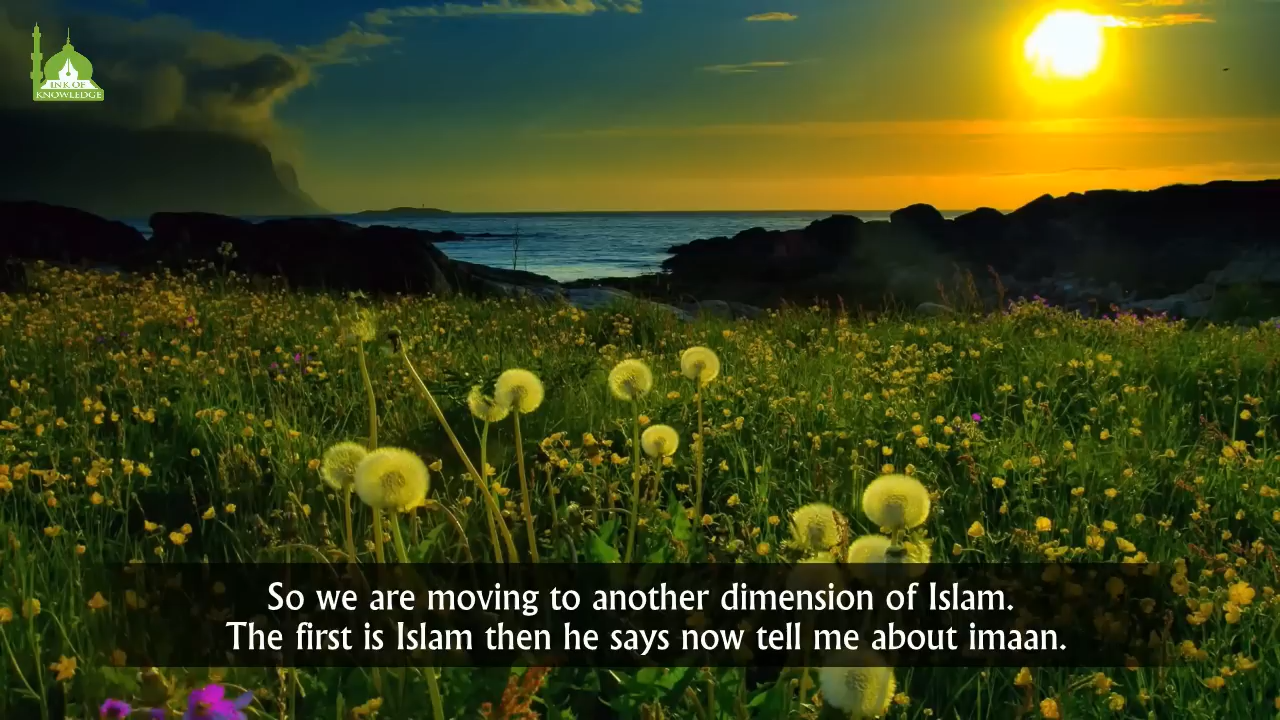 INK OF
KNOWLEDGE
So we are moving to another dimension of Islam.
The first is Islam then he says now tell me about imaan.